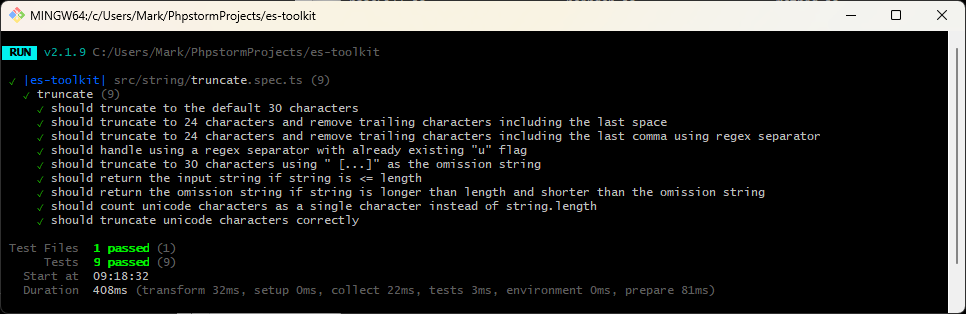 MINGW64:/c/Users/Mark/PhpstormProjects/es-toolkit
RUN v2.1.9 C:/Users/Mark/PhpstormProjects/es-toolkit
✓ |es-toolkit| src/string/truncate.spec.ts (9)
✓ truncate (9)
✓ should truncate to the default 30 characters
✓ should truncate to 24 characters and remove trailing characters including the last space
✓ should truncate to 24 characters and remove trailing characters including the last comma using regex separator
✓ should handle using a regex separator with already existing "u" flag
✓ should truncate to 30 characters using " [...]" as the omission string
✓ should return the input string if string is <= length
✓ should return the omission string if string is longer than length and shorter than the omission string
✓ should count unicode characters as a single character instead of string.length
✓ should truncate unicode characters correctly
Test Files 1 passed (1)
Tests 9 passed (9)
Start at 09:18:32
Duration 408ms (transform 32ms, setup 0ms, collect 22ms, tests 3ms, environment 0ms, prepare 81ms)